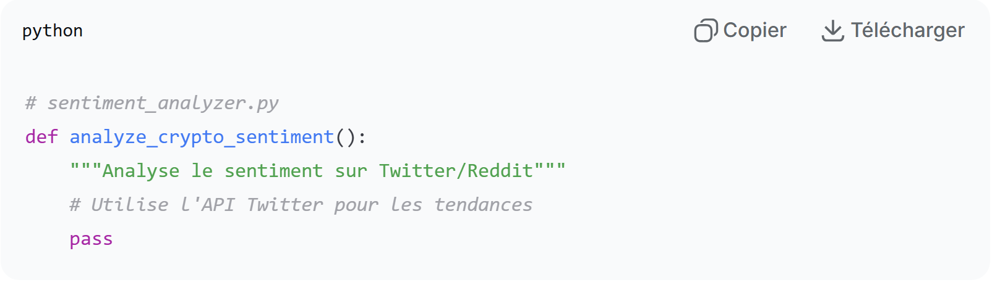 python
Copier
Télécharger
# sentiment_analyzer.py
def analyze_crypto_sentiment():
    """Analyse le sentiment sur Twitter/Reddit"""
    # Utilise l'API Twitter pour les tendances
    pass